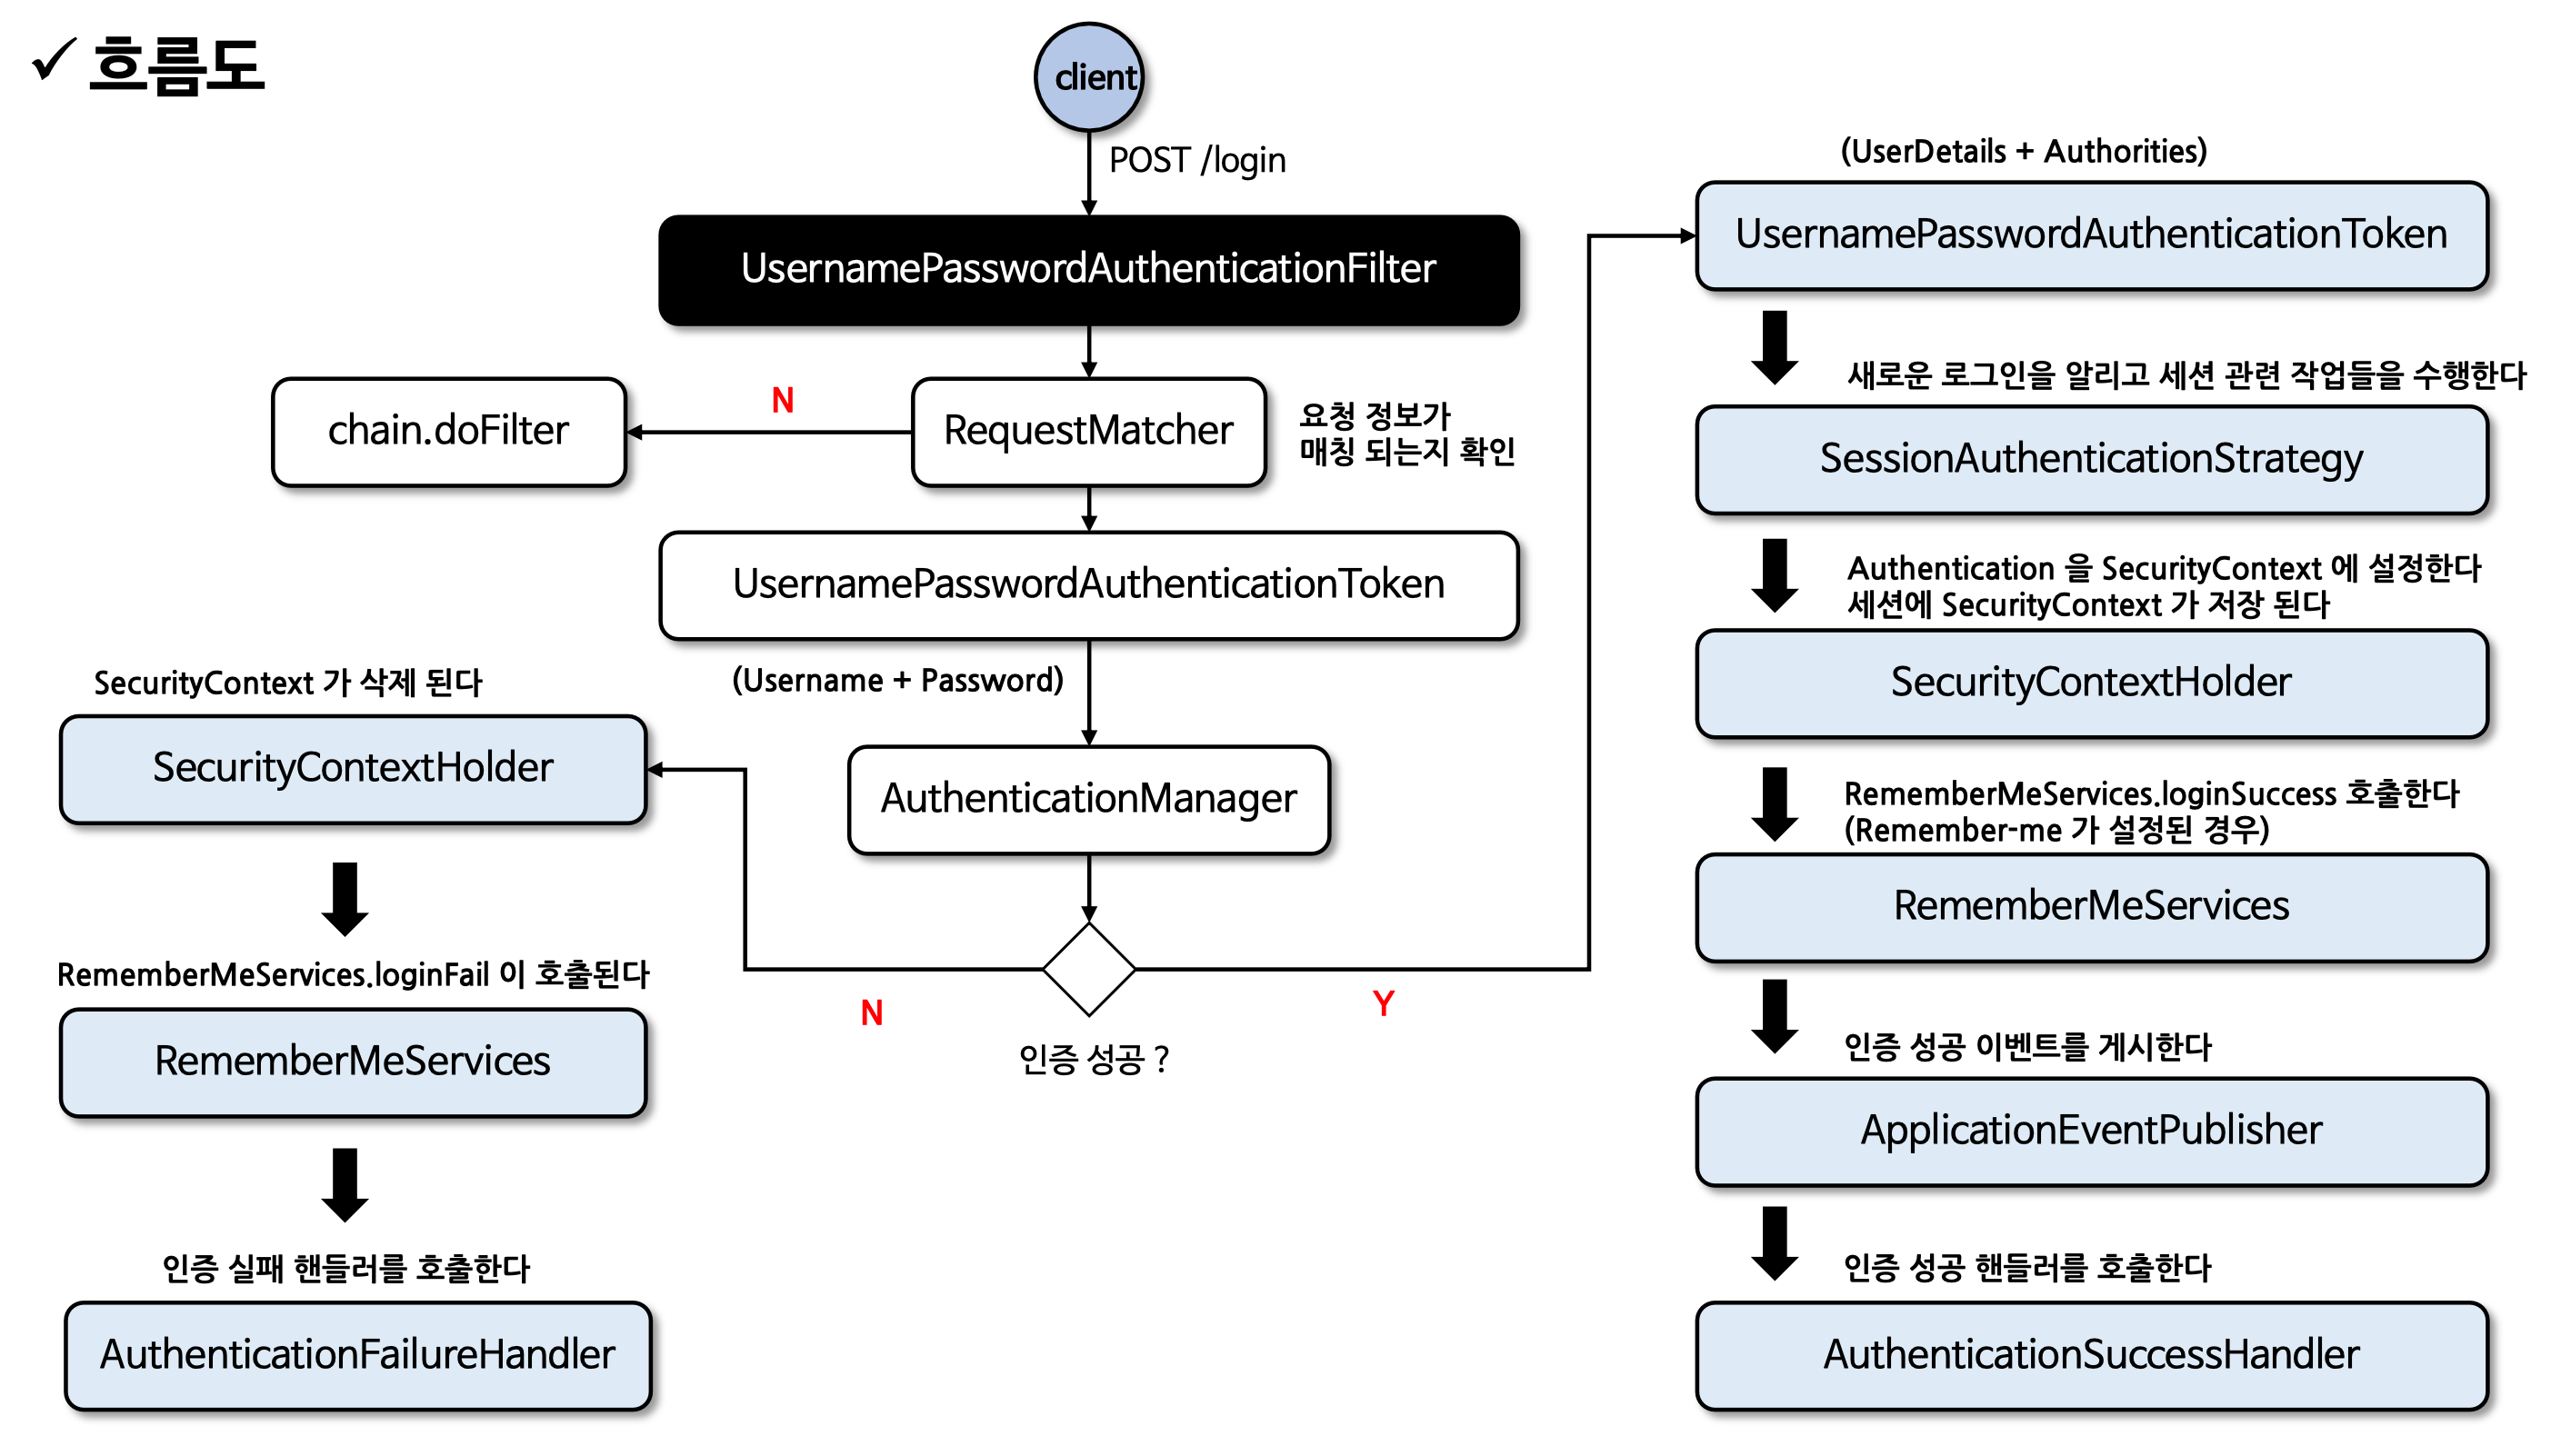 ✓ 흐름도
client
POST /login
UsernamePasswordAuthenticationFilter
N
chain.doFilter
RequestMatcher
요청 정보가
매칭 되는지 확인
UsernamePasswordAuthenticationToken
(Username + Password)
AuthenticationManager
인증 성공 ?
N
Y
SecurityContext 가 삭제 된다
SecurityContextHolder
RememberMeServices.loginFail 이 호출된다
RememberMeServices
인증 실패 핸들러를 호출한다
AuthenticationFailureHandler
(UserDetails + Authorities)
UsernamePasswordAuthenticationToken
새로운 로그인을 알리고 세션 관련 작업들을 수행한다
SessionAuthenticationStrategy
Authentication 을 SecurityContext 에 설정한다
세션에 SecurityContext 가 저장 된다
SecurityContextHolder
RememberMeServices.loginSuccess 호출한다
(Remember-me 가 설정된 경우)
RememberMeServices
인증 성공 이벤트를 게시한다
ApplicationEventPublisher
인증 성공 핸들러를 호출한다
AuthenticationSuccessHandler